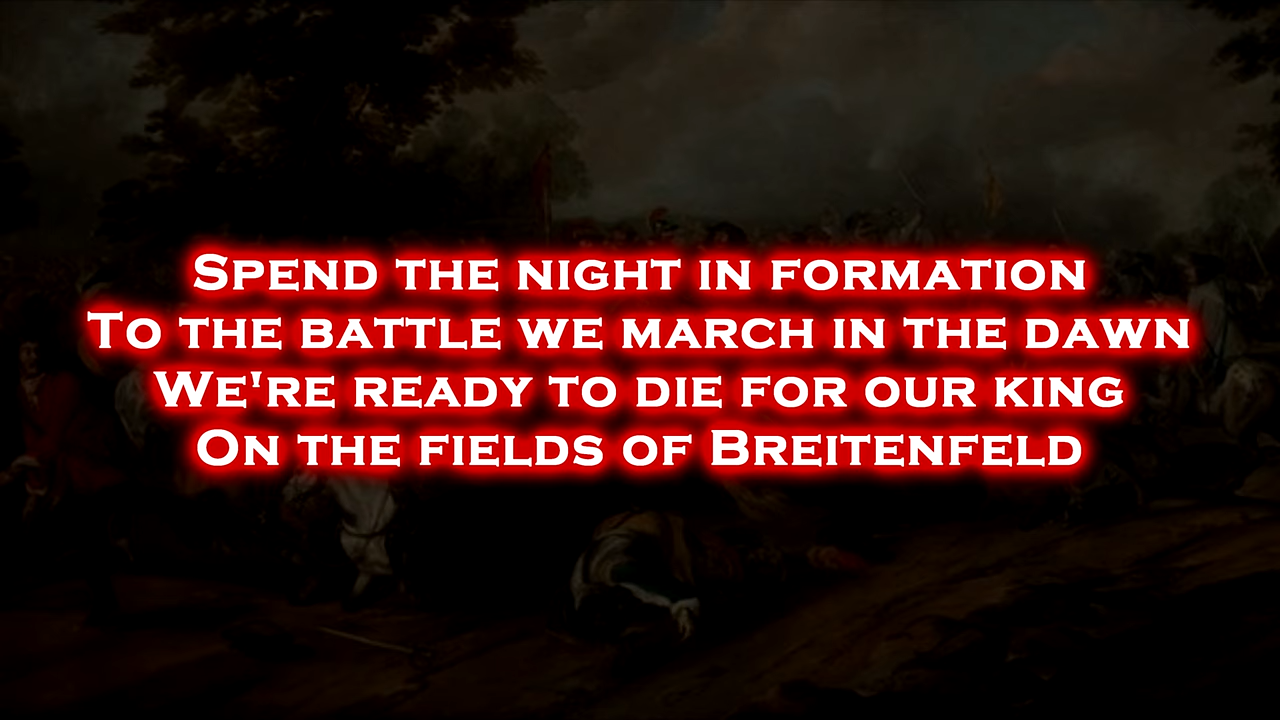 Spend the night in formation
To the battle we march in the dawn
We're ready to die for our king
On the fields of Breitenfeld